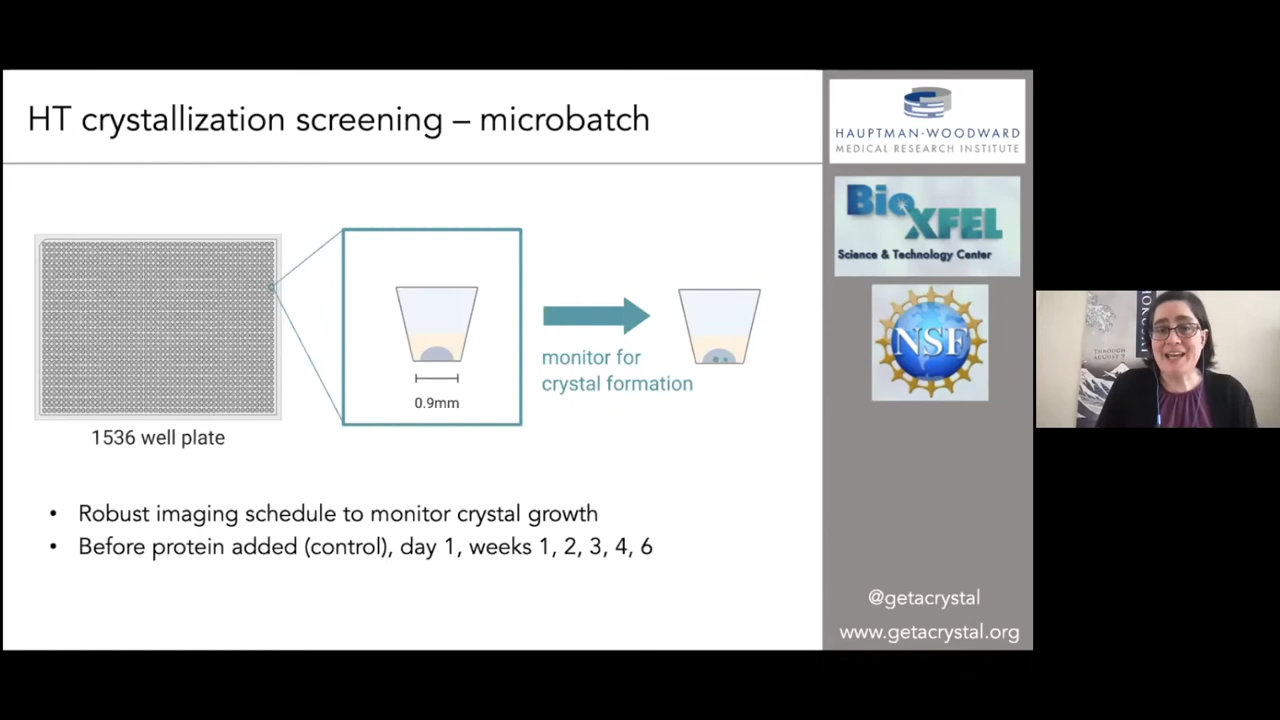 HT crystallization screening – microbatch
HAUPTMAN·WOODWARD
MEDICAL RESEARCH INSTITUTE
BioXFEL
Science & Technology Center
NSF
monitor for
crystal formation
0.9mm
1536 well plate
• Robust imaging schedule to monitor crystal growth
• Before protein added (control), day 1, weeks 1, 2, 3, 4, 6
@getacrystal
www.getacrystal.org
THROUGH